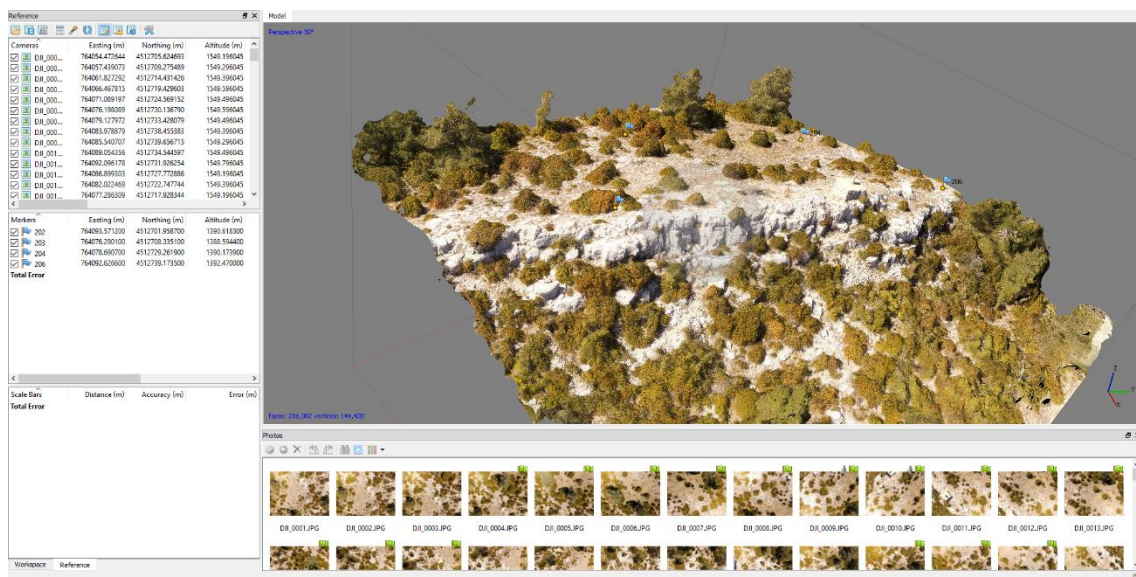 Reference
Cameras Easting (m) Northing (m) Altitude (m)
DJI_000... 764054.472644 4512705.624693 1549.196045
DJI_000... 764057.439073 4512709.275489 1549.296045
DJI_000... 764061.827292 4512714.431426 1549.396045
DJI_000... 764066.467815 4512719.429603 1549.596045
DJI_000... 764071.089197 4512724.569152 1549.496045
DJI_000... 764076.198089 4512730.136790 1549.596045
DJI_000... 764079.127972 4512733.428079 1549.396045
DJI_000... 764083.978879 4512738.455383 1549.396045
DJI_000... 764085.540707 4512739.656715 1549.296045
DJI_000... 764089.054356 4512734.544597 1549.496045
DJI_001... 764092.096178 4512731.926254 1549.496045
DJI_001... 764086.899303 4512727.772886 1549.396045
DJI_001... 764082.022469 4512722.747744 1549.196045
DJI_001... 764077.286309 4512717.928344 1549.196045
Markers Easting (m) Northing (m) Altitude (m)
202 764093.571200 4512701.958700 1390.618300
203 764076.290100 4512708.335100 1388.594400
204 764078.690700 4512729.261900 1390.173900
206 764092.626600 4512739.173500 1392.470000
Total Error
Scale Bars Distance (m) Accuracy (m) Error (m)
Total Error
Workspace Reference
Model
Perspective 30°
204
206
Z
Y
X
Photos
DJI_0001.JPG DJI_0002.JPG DJI_0003.JPG DJI_0004.JPG DJI_0005.JPG DJI_0006.JPG DJI_0007.JPG DJI_0008.JPG DJI_0009.JPG DJI_0010.JPG DJI_0011.JPG DJI_0012.JPG DJI_0013.JPG